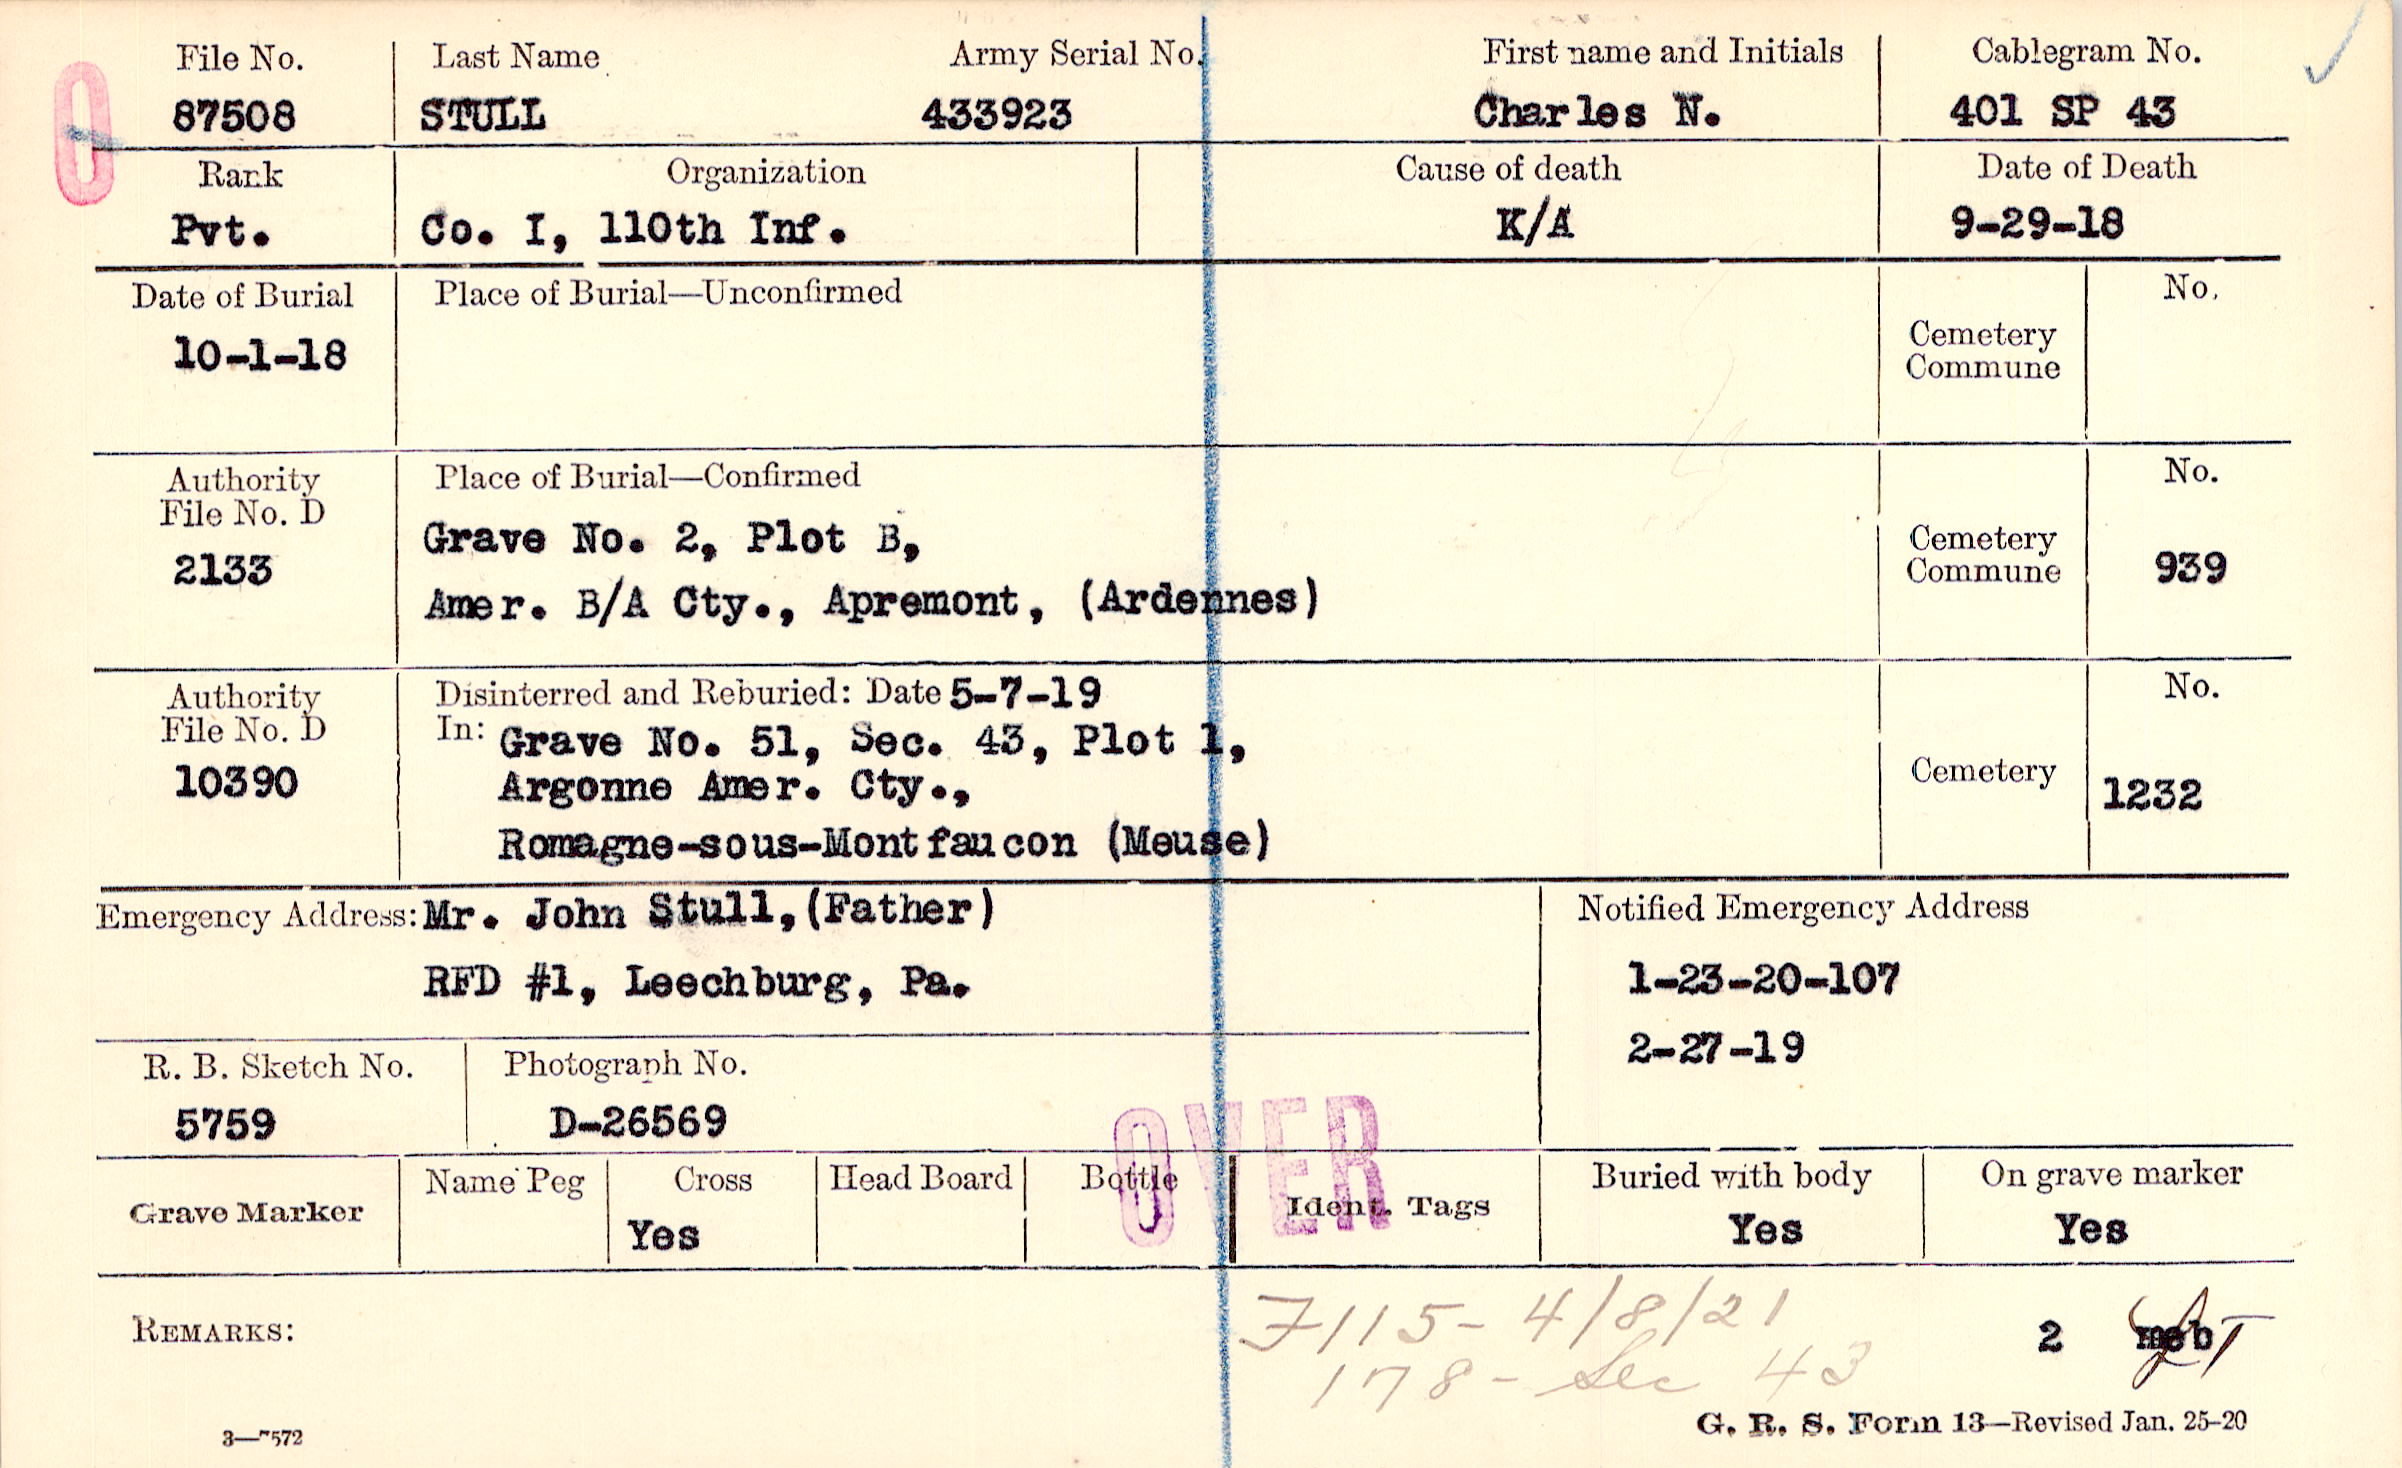 File No. Last Name Army Serial No. First name and Initials Cablegram No.
87508 STULL 433923 Charles N. 401 SP 43
O
Rank Organization Cause of death Date of Death
Pvt. Co. I, 110th Inf. K/A 9-29-18
Date of Burial Place of Burial—Unconfirmed No.
10-1-18
Cemetery
Commune
Authority Place of Burial—Confirmed No.
File No. D
2133
Grave No. 2, Plot B,
Amer. B/A Cty., Apremont, (Ardennes)
Cemetery
Commune
939
Authority Disinterred and Reburied: Date 5-7-19 No.
File No. D In: Grave No. 51, Sec. 43, Plot 1,
10390 Argonne Amer. Cty., Cemetery 1232
Romagne-sous-Montfaucon (Meuse)
Emergency Address: Mr. John Stull, (Father) Notified Emergency Address
RFD #1, Leechburg, Pa. 1-23-20-107
2-27-19
R. B. Sketch No. Photograph No.
5759 D-26569
OVER
Grave Marker Name Peg Cross Head Board Bottle Ident. Tags Buried with body On grave marker
Yes Yes Yes
7115- 4/8/21
REMARKS: 2 meb
178- Sec 43
3—7572 G. R. S. Form 13—Revised Jan. 25-20